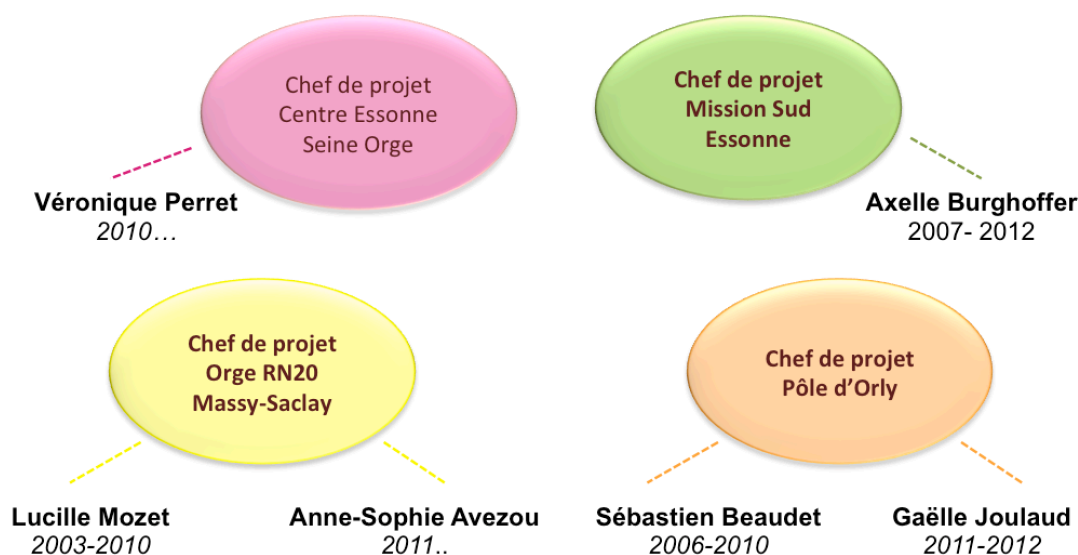 Chef de projet
Centre Essonne
Seine Orge
Véronique Perret
2010…
Chef de projet
Mission Sud
Essonne
Axelle Burghoffer
2007- 2012
Chef de projet
Orge RN20
Massy-Saclay
Lucille Mozet
2003-2010
Anne-Sophie Avezou
2011..
Chef de projet
Pôle d’Orly
Sébastien Beaudet
2006-2010
Gaëlle Joulaud
2011-2012